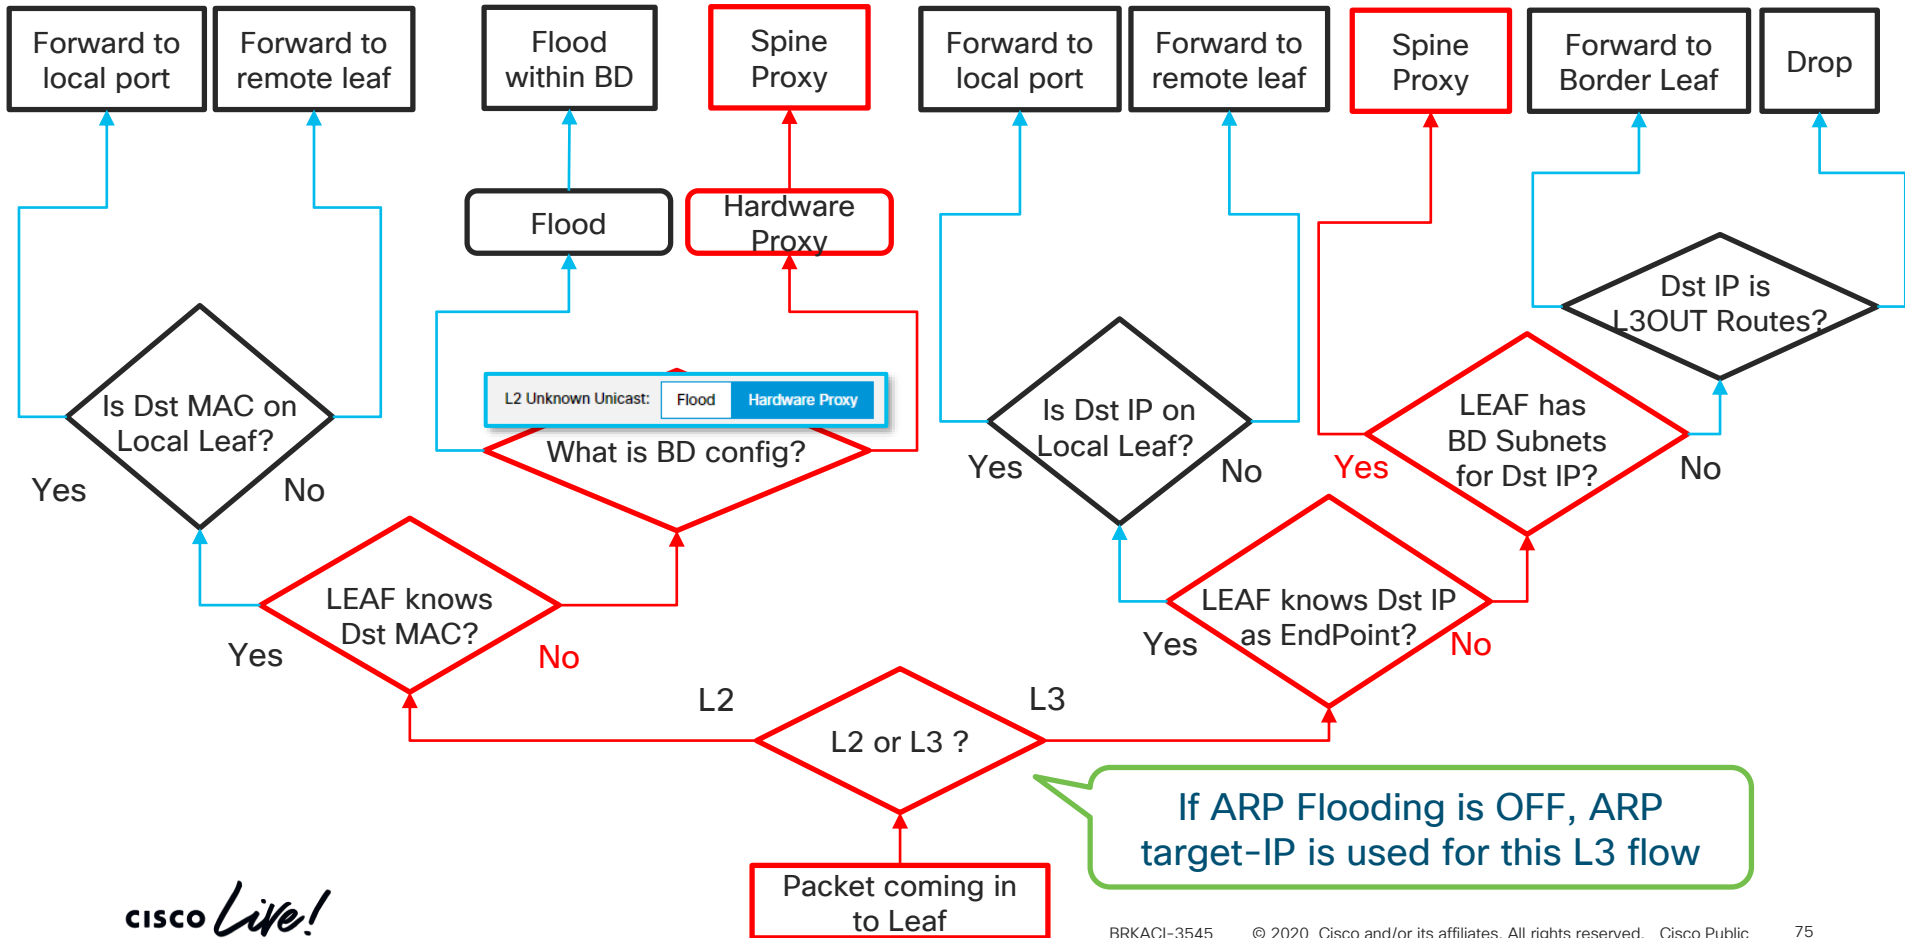 Forward to
local port
Forward to
remote leaf
Flood
within BD
Spine
Proxy
Forward to
local port
Forward to
remote leaf
Spine
Proxy
Forward to
Border Leaf
Drop
Flood
Hardware
Proxy
Dst IP is
L3OUT Routes?
Is Dst MAC on
Local Leaf?
Yes
No
L2 Unknown Unicast: Flood Hardware Proxy
What is BD config?
Is Dst IP on
Local Leaf?
Yes
No
LEAF has
BD Subnets
for Dst IP?
Yes
No
LEAF knows
Dst MAC?
Yes
No
LEAF knows Dst IP
as EndPoint?
Yes
No
L2
L3
L2 or L3 ?
If ARP Flooding is OFF, ARP
target-IP is used for this L3 flow
Packet coming in
to Leaf
CISCO Live!
BRKACI-3545 © 2020 Cisco and/or its affiliates. All rights reserved. Cisco Public 75